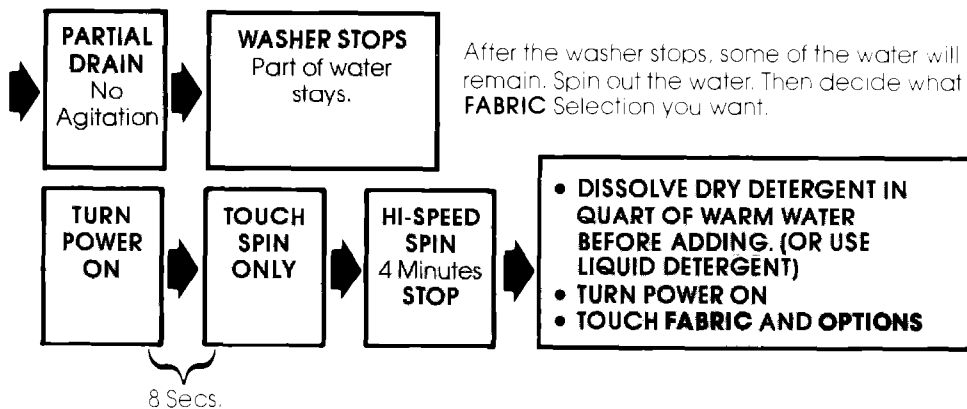 PARTIAL
DRAIN
No
Agitation
WASHER STOPS
Part of water
stays.
After the washer stops, some of the water will
remain. Spin out the water. Then decide what
FABRIC Selection you want.
TURN
POWER
ON
TOUCH
SPIN
ONLY
HI-SPEED
SPIN
4 Minutes
STOP
• DISSOLVE DRY DETERGENT IN
QUART OF WARM WATER
BEFORE ADDING. (OR USE
LIQUID DETERGENT)
• TURN POWER ON
• TOUCH FABRIC AND OPTIONS
8 Secs.